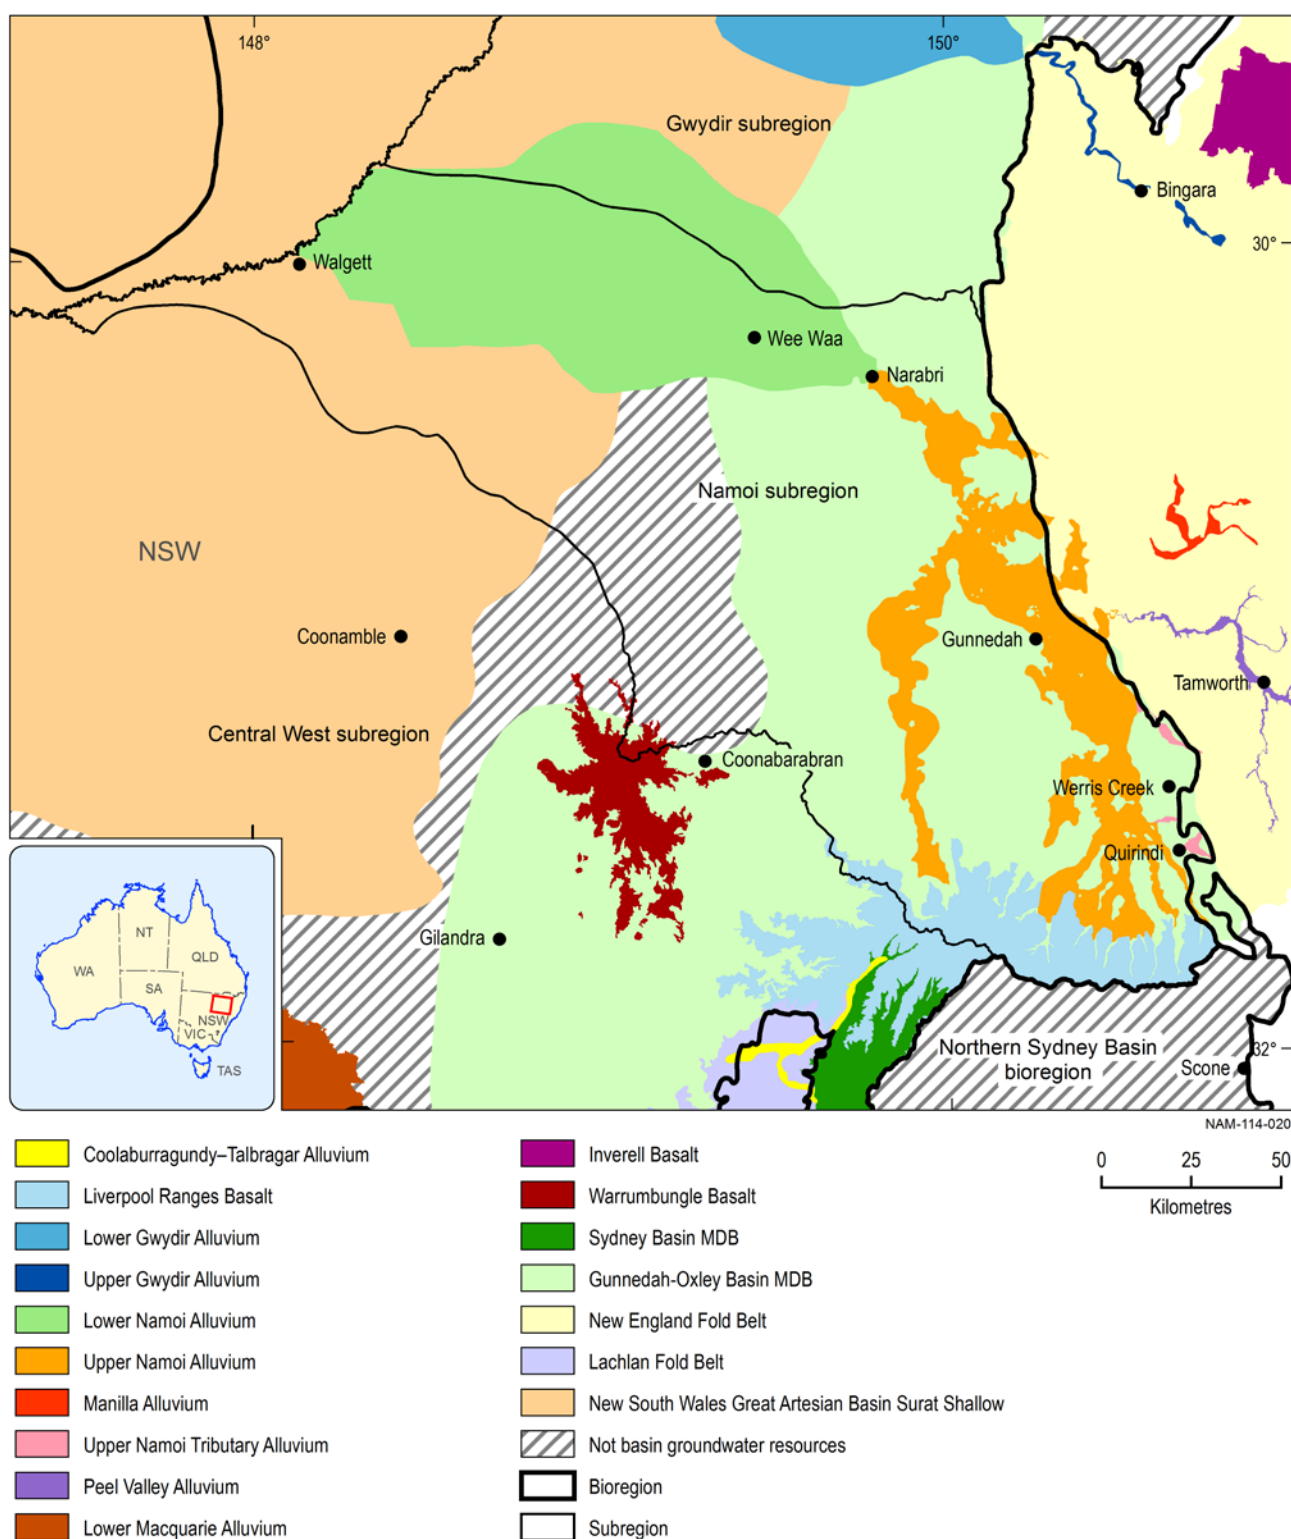 148°
150°
Gwydir subregion
Bingara
30°
Walgett
Wee Waa
Narabri
Namoi subregion
NSW
Coonamble
Gunnedah
Tamworth
Central West subregion
Coonabarabran
Werris Creek
Quirindi
Gilandra
NT
QLD
WA
SA
NSW
VIC
TAS
Northern Sydney Basin
bioregion
32°
Scone
NAM-114-020
Coolaburragundy–Talbragar Alluvium
Liverpool Ranges Basalt
Lower Gwydir Alluvium
Upper Gwydir Alluvium
Lower Namoi Alluvium
Upper Namoi Alluvium
Manilla Alluvium
Upper Namoi Tributary Alluvium
Peel Valley Alluvium
Lower Macquarie Alluvium
Inverell Basalt
Warrumbungle Basalt
Sydney Basin MDB
Gunnedah-Oxley Basin MDB
New England Fold Belt
Lachlan Fold Belt
New South Wales Great Artesian Basin Surat Shallow
Not basin groundwater resources
Bioregion
Subregion
0 25 50
Kilometres